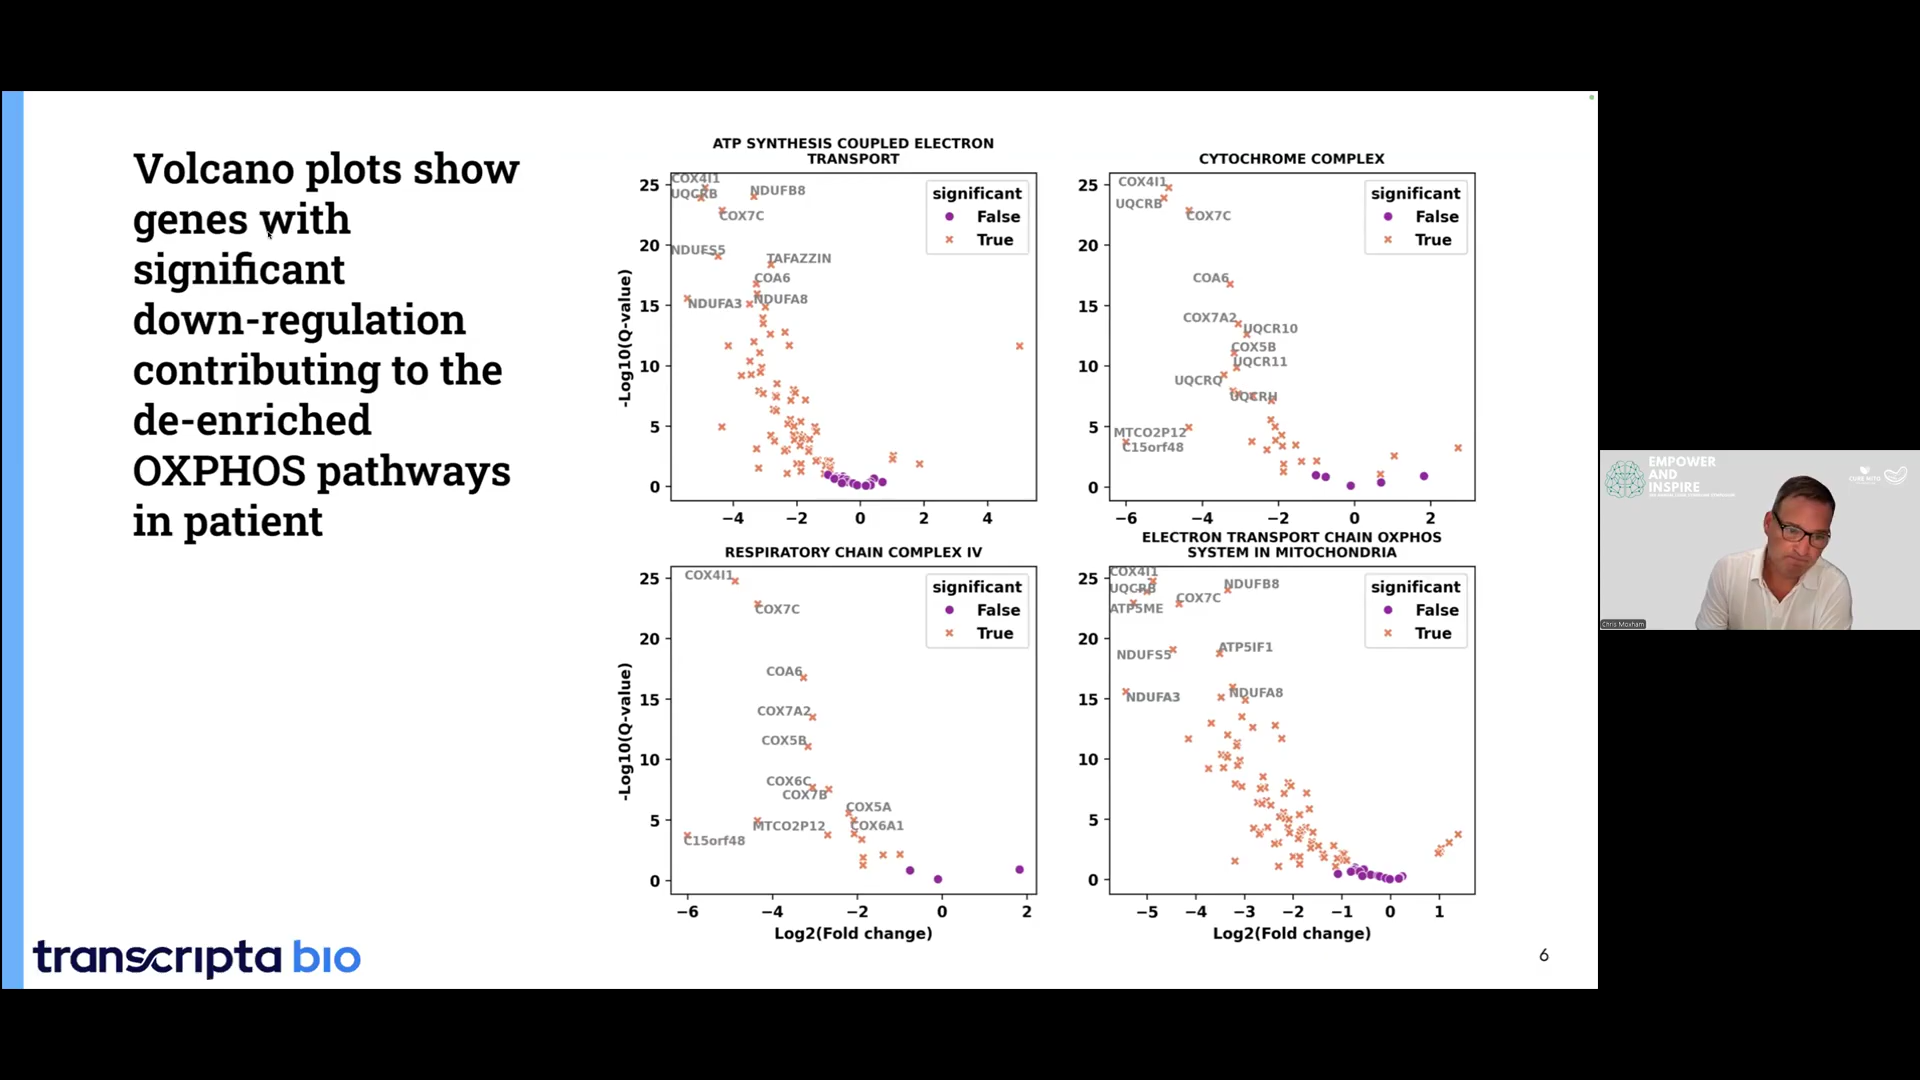 Volcano plots show
genes with
significant
down-regulation
contributing to the
de-enriched
OXPHOS pathways
in patient
ATP SYNTHESIS COUPLED ELECTRON
TRANSPORT
COX4I1
UQCRB
NDUFB8
COX7C
NDUFS5
TAFAZZIN
COA6
NDUFA3
NDUFA8
significant
False
True
25
20
15
10
5
0
−4
−2
0
2
4
-Log10(Q-value)
CYTOCHROME COMPLEX
COX4I1
UQCRB
COX7C
COA6
COX7A2
UQCR10
COX5B
UQCR11
UQCRQ
UQCRH
MTCO2P12
C15orf48
significant
False
True
25
20
15
10
5
0
−6
−4
−2
0
2
RESPIRATORY CHAIN COMPLEX IV
COX4I1
COX7C
COA6
COX7A2
COX5B
COX6C
COX7B
COX5A
MTCO2P12
COX6A1
C15orf48
significant
False
True
25
20
15
10
5
0
−6
−4
−2
0
2
-Log10(Q-value)
Log2(Fold change)
ELECTRON TRANSPORT CHAIN OXPHOS
SYSTEM IN MITOCHONDRIA
COX4I1
UQCRB
NDUFB8
COX7C
ATP5ME
NDUFS5
ATP5IF1
NDUFA3
NDUFA8
significant
False
True
25
20
15
10
5
0
−5
−4
−3
−2
−1
0
1
Log2(Fold change)
transcripta bio
6
EMPOWER
AND
INSPIRE
CURE MITO
Chris Moxham